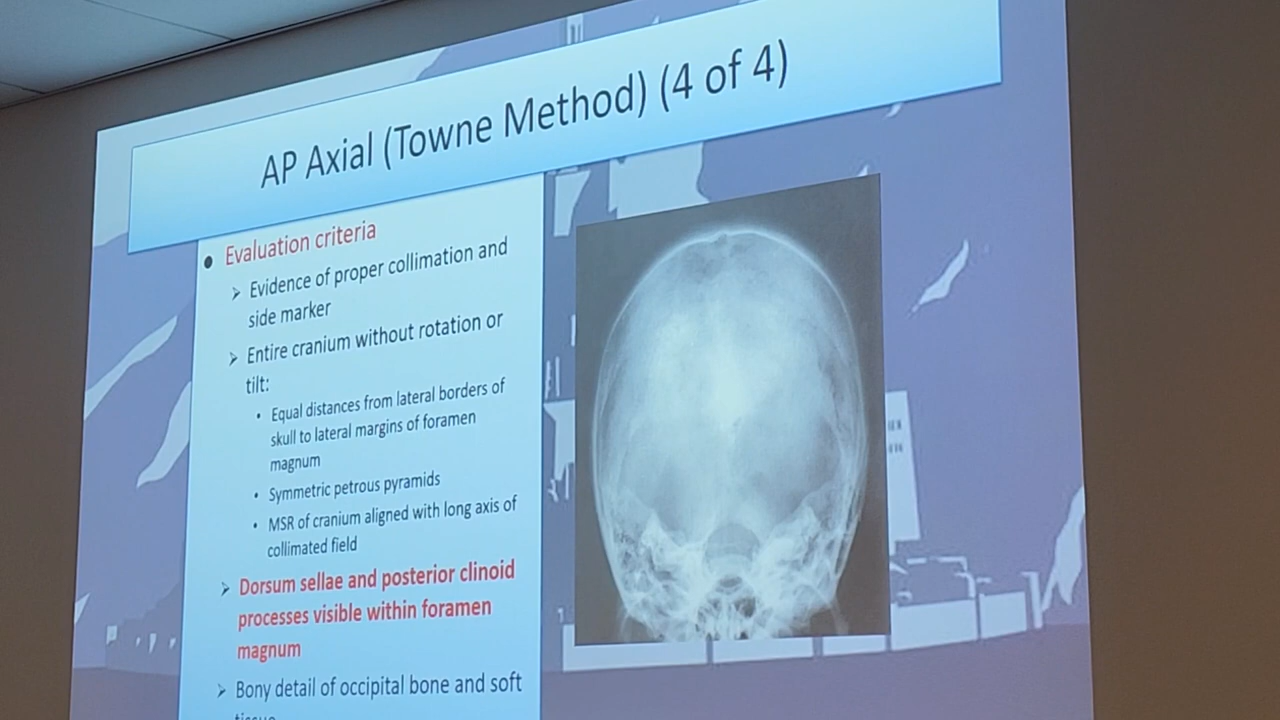 AP Axial (Towne Method) (4 of 4)
• Evaluation criteria
➢ Evidence of proper collimation and
side marker
➢ Entire cranium without rotation or
tilt:
• Equal distances from lateral borders of
skull to lateral margins of foramen
magnum
• Symmetric petrous pyramids
• MSR of cranium aligned with long axis of
collimated field
➢ Dorsum sellae and posterior clinoid
processes visible within foramen
magnum
➢ Bony detail of occipital bone and soft
tissue